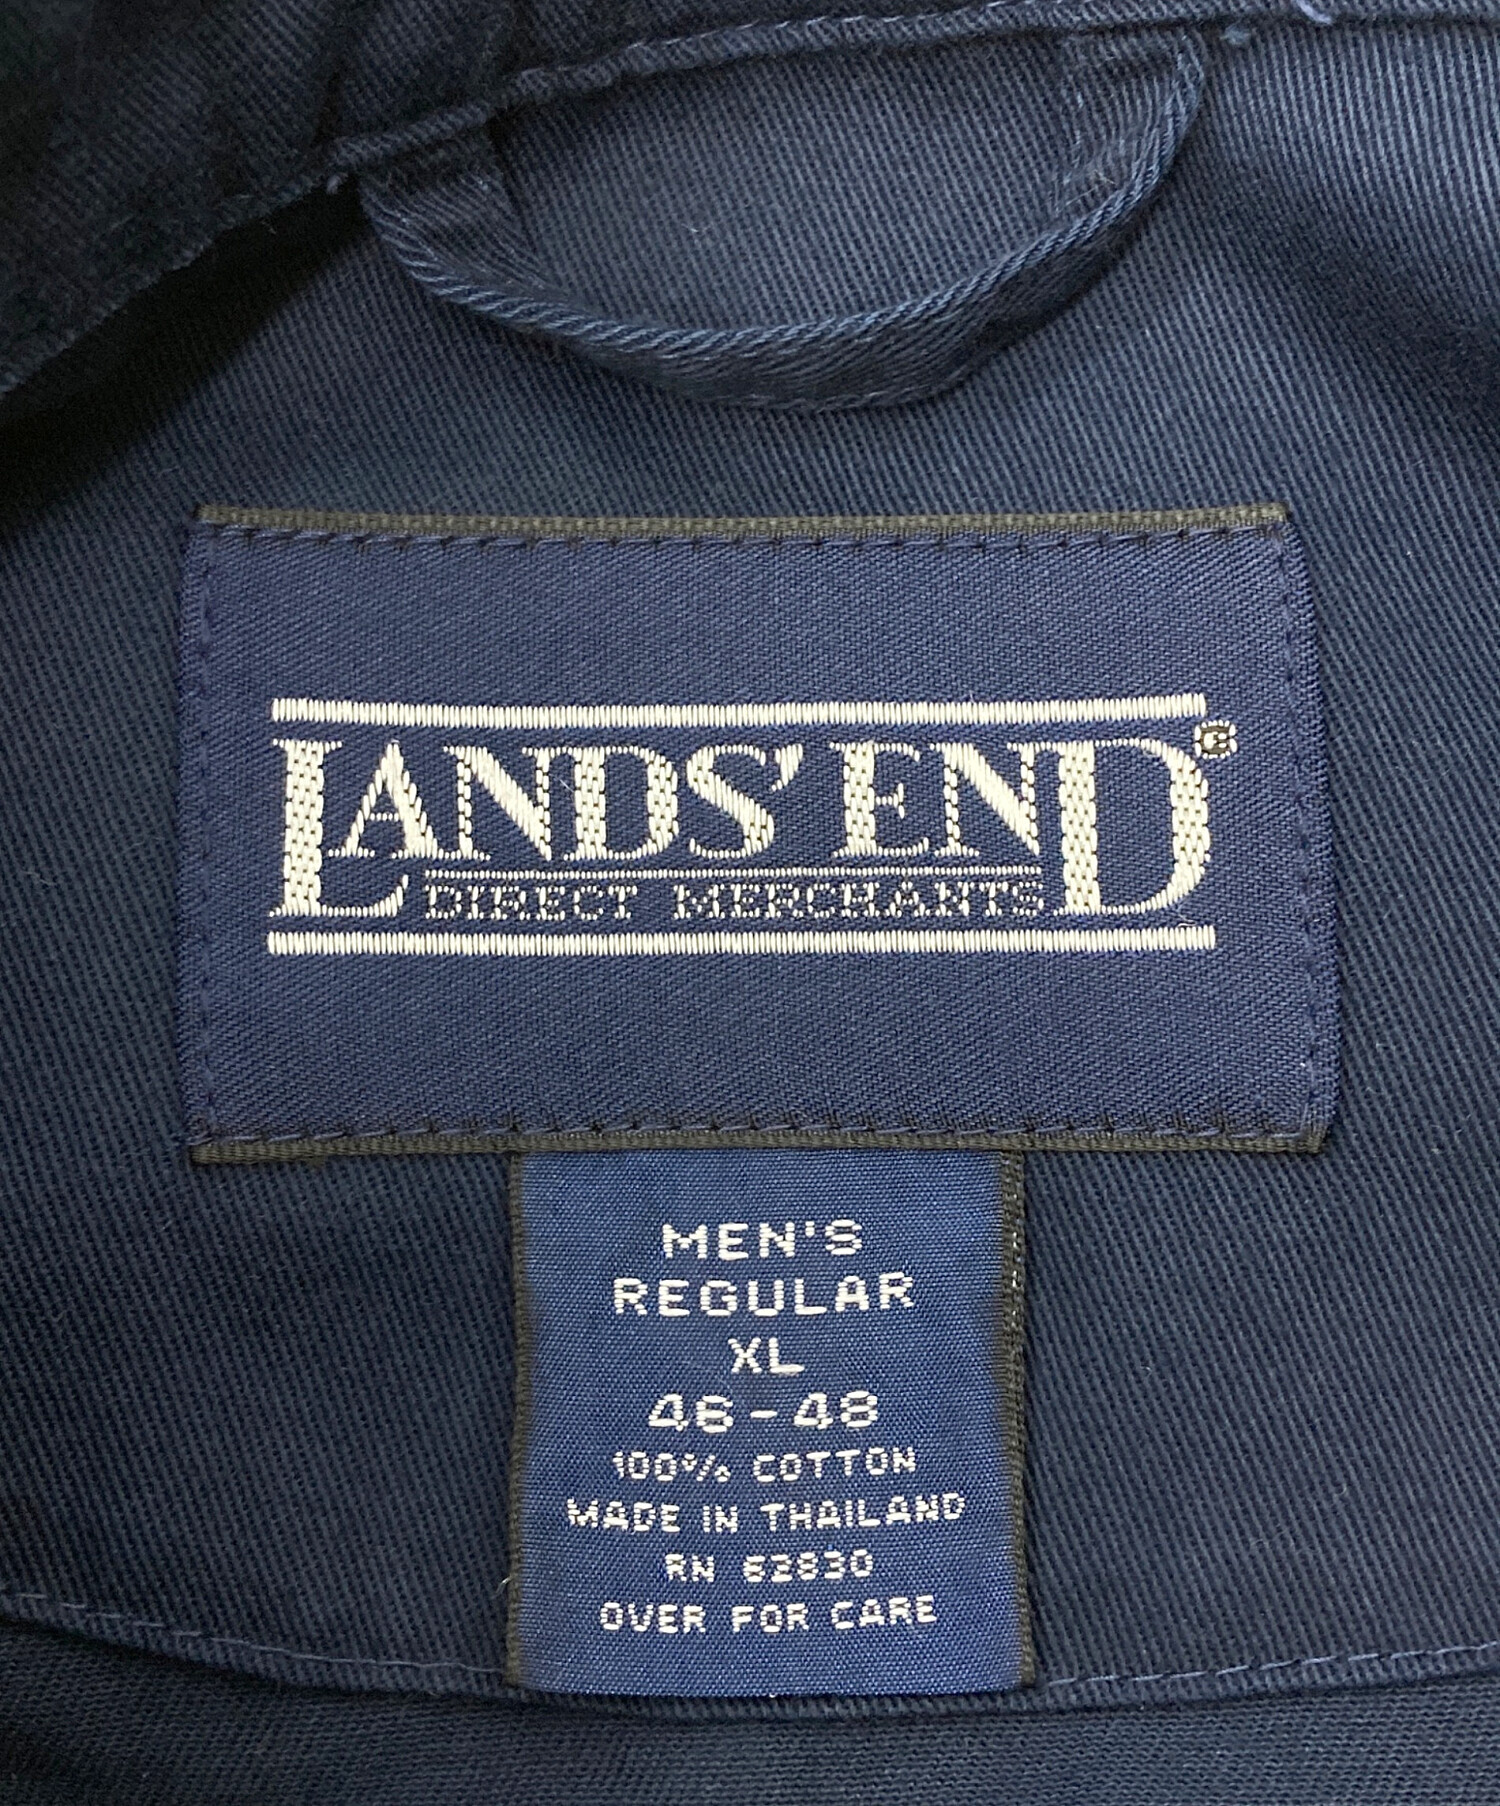 LANDS' END®
DIRECT MERCHANTS
MEN'S
REGULAR
XL
46-48
100% COTTON
MADE IN THAILAND
RN 62830
OVER FOR CARE